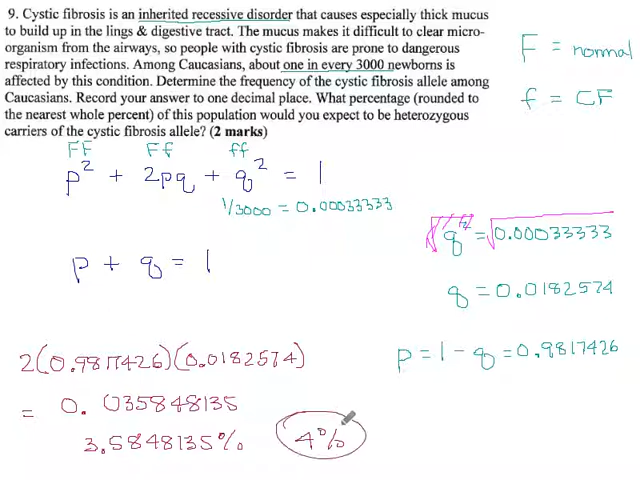 9. Cystic fibrosis is an inherited recessive disorder that causes especially thick mucus
to build up in the lings & digestive tract. The mucus makes it difficult to clear micro-
organism from the airways, so people with cystic fibrosis are prone to dangerous
respiratory infections. Among Caucasians, about one in every 3000 newborns is
affected by this condition. Determine the frequency of the cystic fibrosis allele among
Caucasians. Record your answer to one decimal place. What percentage (rounded to
the nearest whole percent) of this population would you expect to be heterozygous
carriers of the cystic fibrosis allele? (2 marks)
F = normal
f = CF
FF Ff ff
p² + 2pq + q² = 1
1/3000 = 0.00033333
√q² = √0.00033333
p + q = 1
q = 0.0182574
p = 1 - q = 0.9817426
2(0.9817426)(0.0182574)
= 0.035848135
3.5848135%
4%